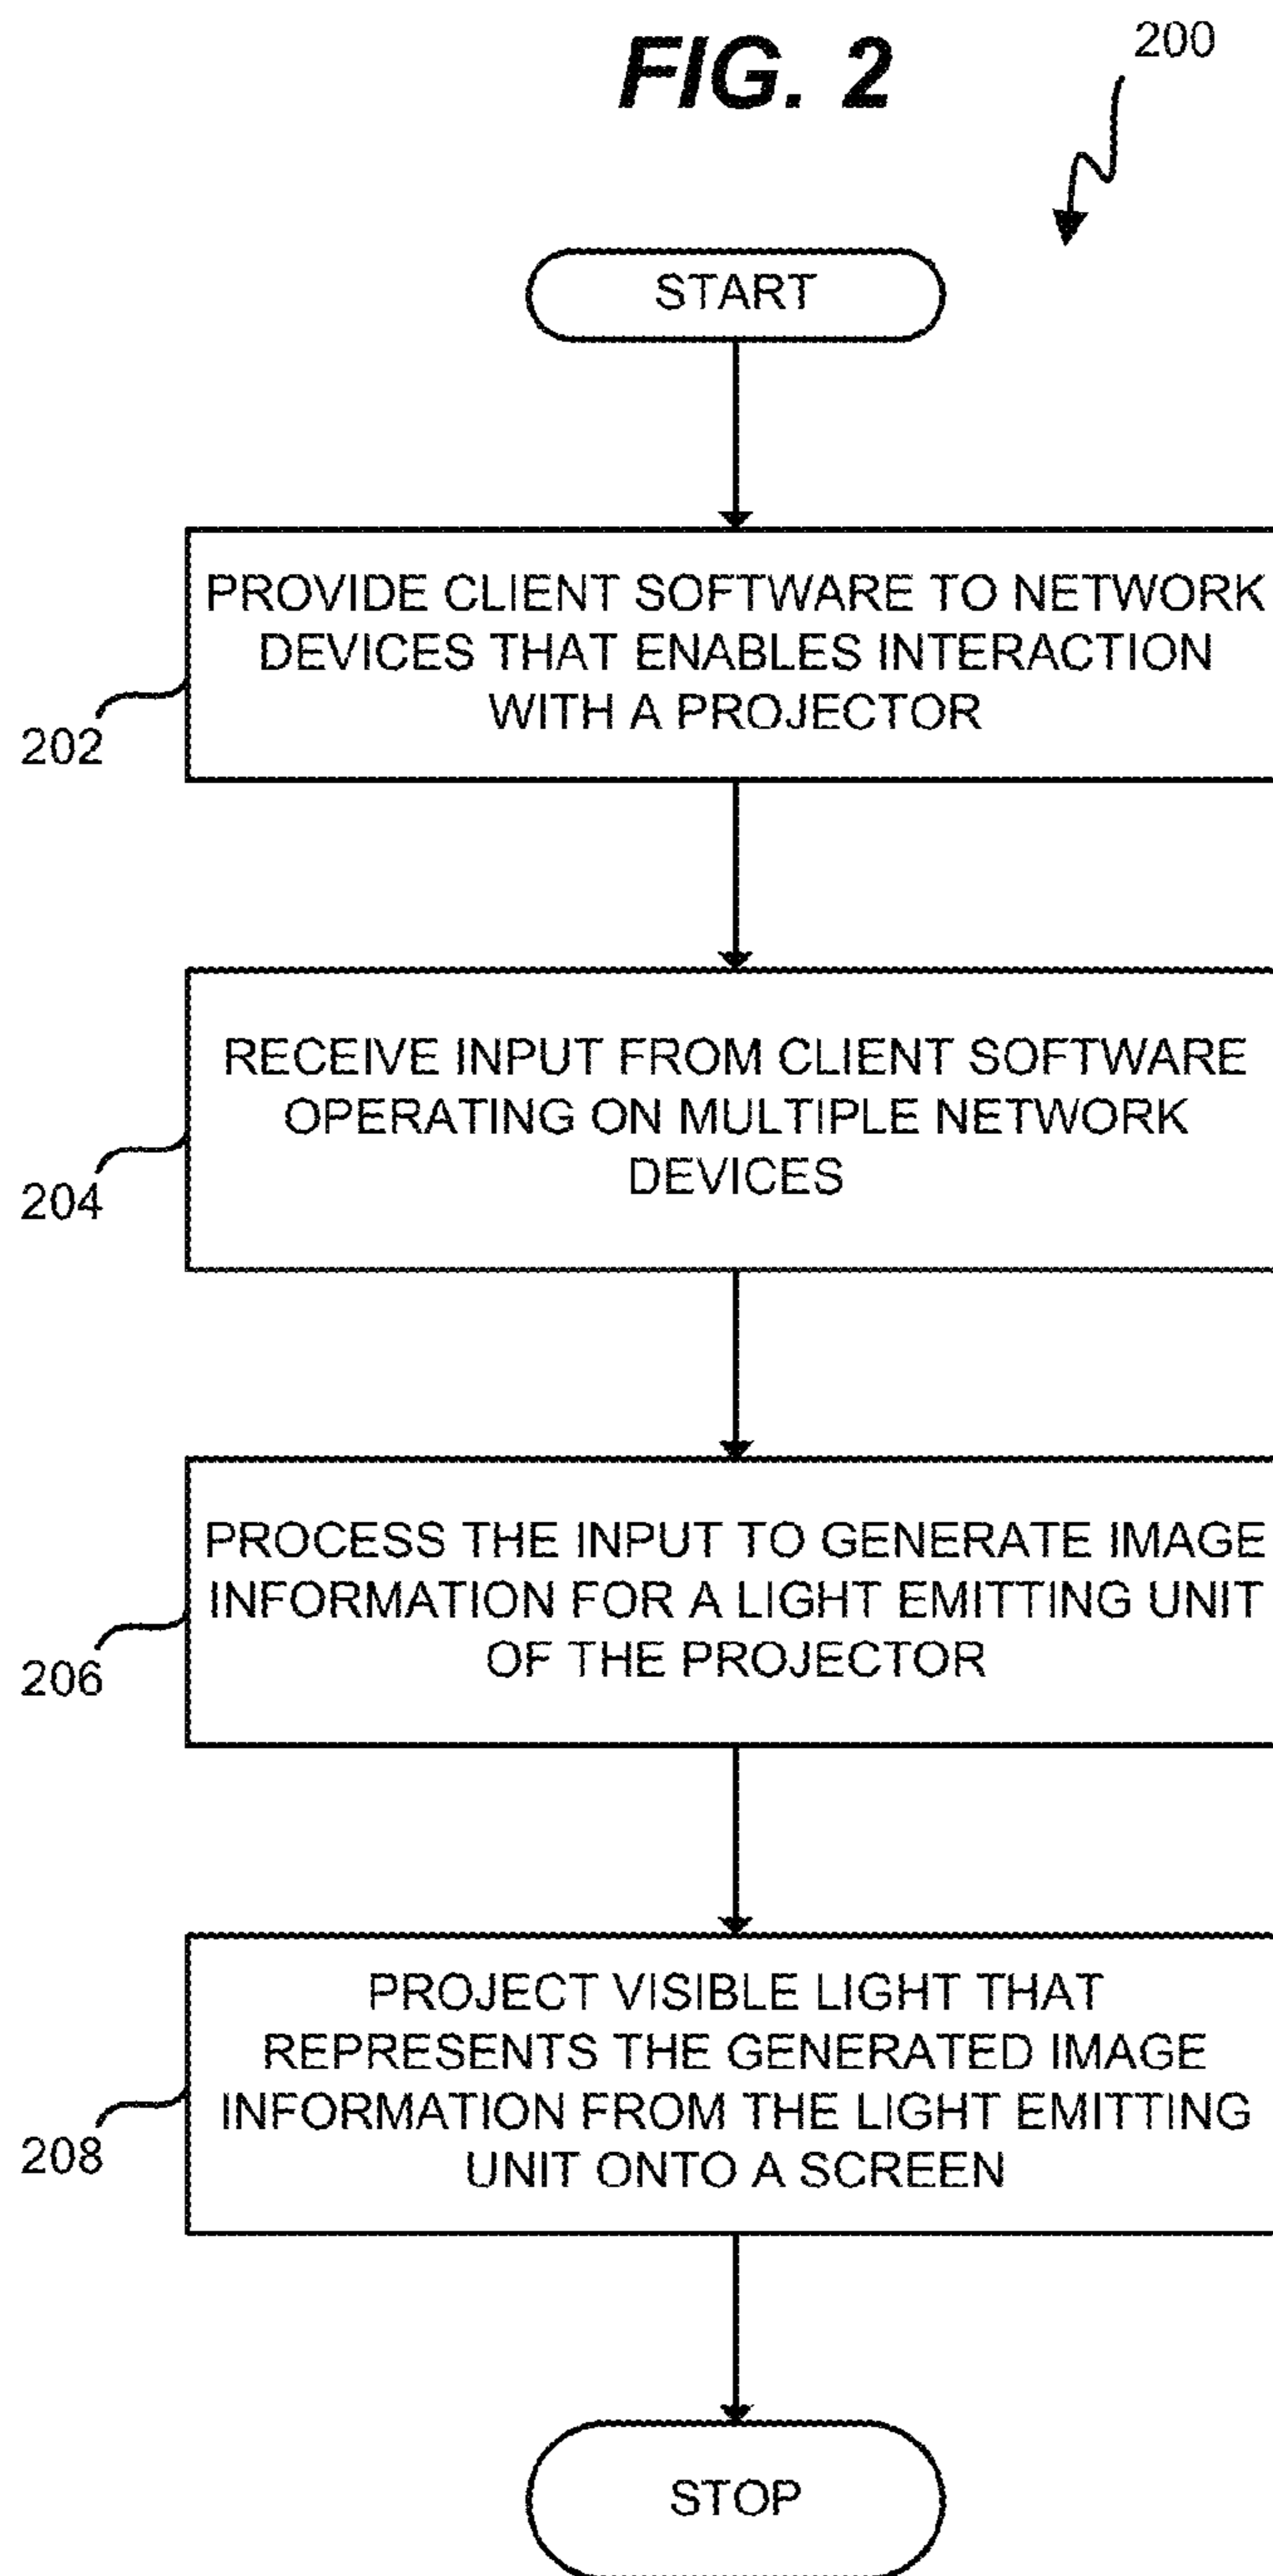 FIG. 2
200
START
PROVIDE CLIENT SOFTWARE TO NETWORK
DEVICES THAT ENABLES INTERACTION
WITH A PROJECTOR
202
RECEIVE INPUT FROM CLIENT SOFTWARE
OPERATING ON MULTIPLE NETWORK
DEVICES
204
PROCESS THE INPUT TO GENERATE IMAGE
INFORMATION FOR A LIGHT EMITTING UNIT
OF THE PROJECTOR
206
PROJECT VISIBLE LIGHT THAT
REPRESENTS THE GENERATED IMAGE
INFORMATION FROM THE LIGHT EMITTING
UNIT ONTO A SCREEN
208
STOP